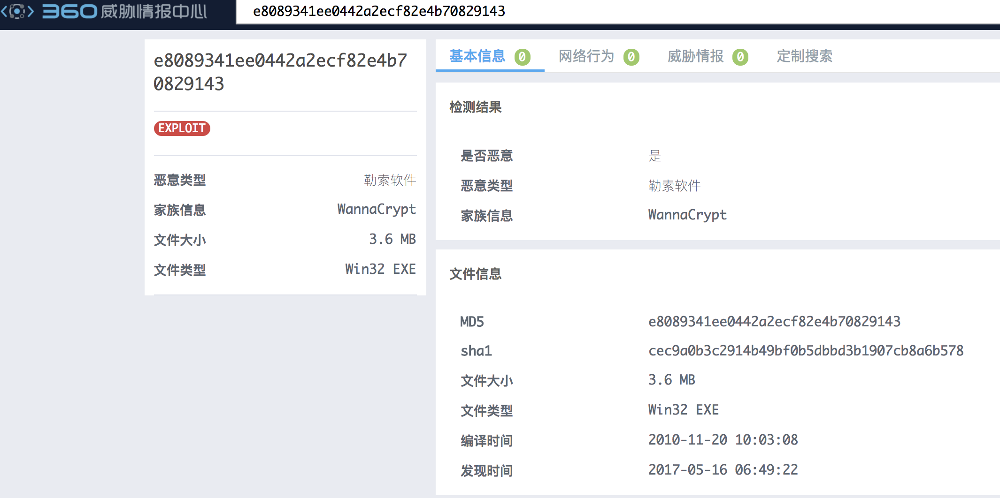 360威胁情报中心
e8089341ee0442a2ecf82e4b70829143
e8089341ee0442a2ecf82e4b7
0829143
EXPLOIT
恶意类型 勒索软件
家族信息 WannaCrypt
文件大小 3.6 MB
文件类型 Win32 EXE
基本信息 0 网络行为 0 威胁情报 0 定制搜索
检测结果
是否恶意 是
恶意类型 勒索软件
家族信息 WannaCrypt
文件信息
MD5 e8089341ee0442a2ecf82e4b70829143
sha1 cec9a0b3c2914b49bf0b5dbbd3b1907cb8a6b578
文件大小 3.6 MB
文件类型 Win32 EXE
编译时间 2010-11-20 10:03:08
发现时间 2017-05-16 06:49:22